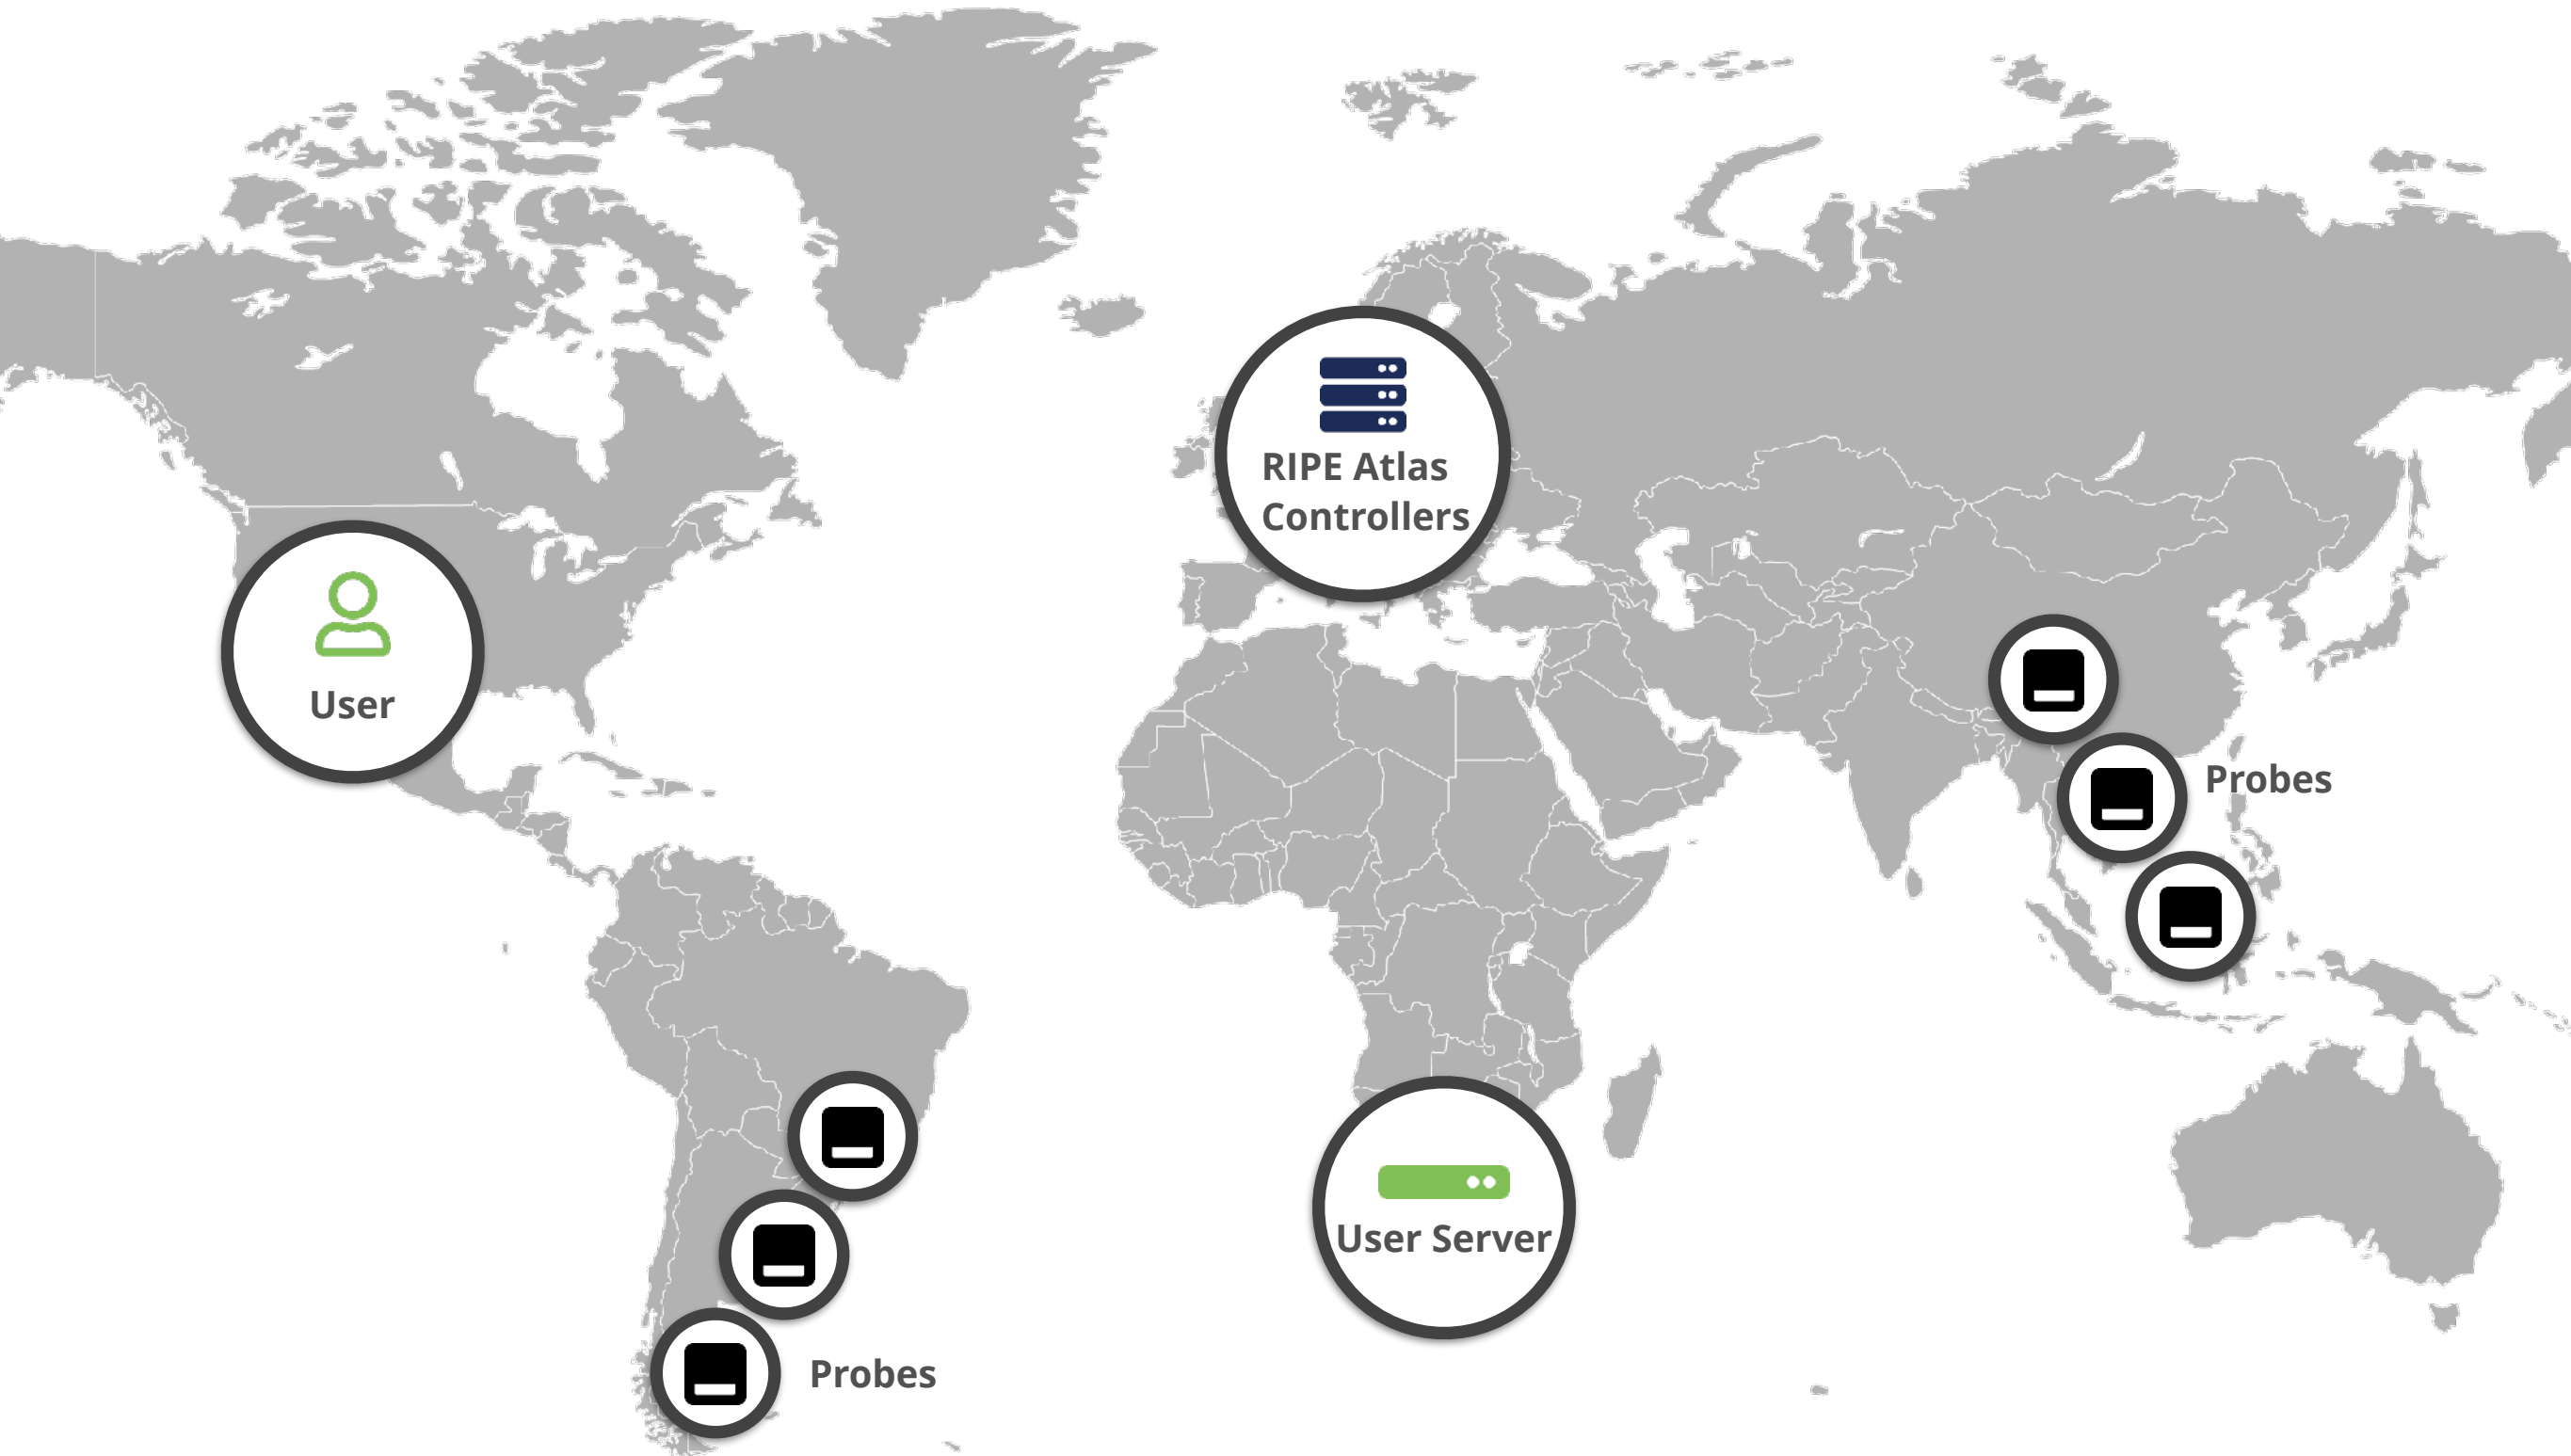 RIPE Atlas
Controllers
User
Probes
User Server
Probes